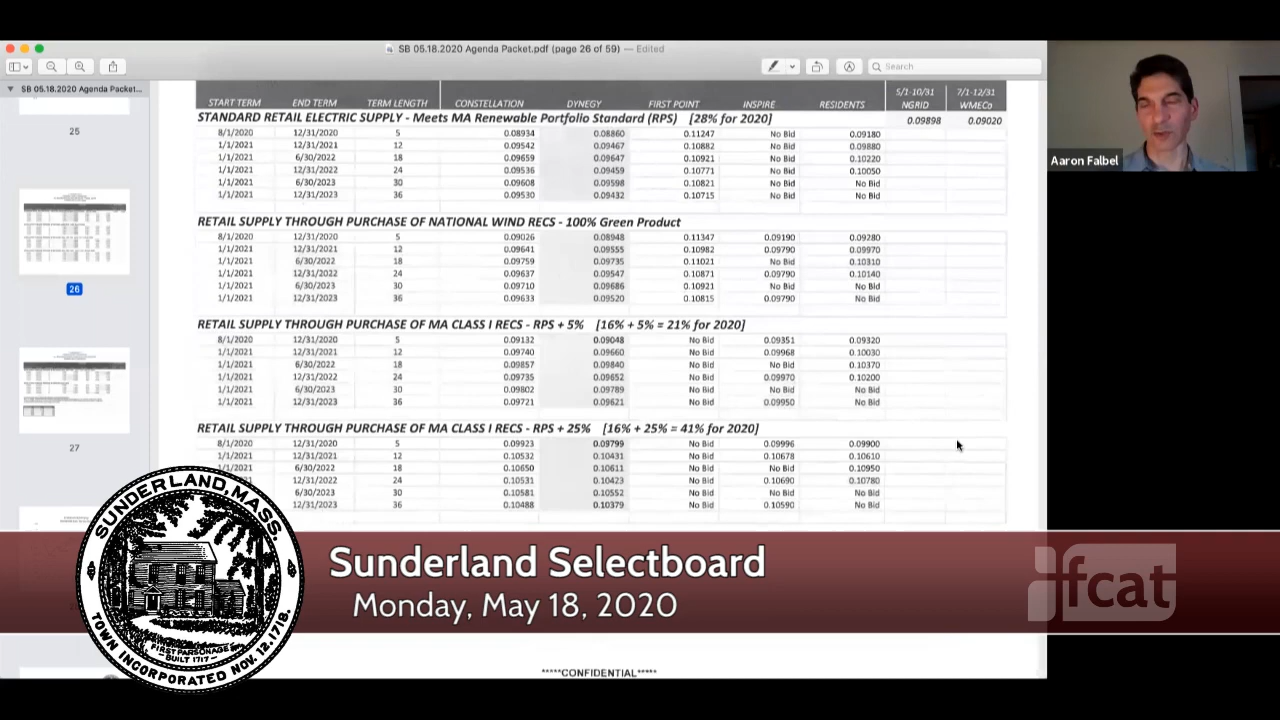 SB 05.18.2020 Agenda Packet.pdf (page 26 of 59) — Edited
Search
SB 05.18.2020 Agenda Packet...
25
26
27
START TERM END TERM TERM LENGTH CONSTELLATION DYNEGY FIRST POINT INSPIRE RESIDENTS 5/1-10/31 NGRID 7/1-12/31 WMECo
STANDARD RETAIL ELECTRIC SUPPLY - Meets MA Renewable Portfolio Standard (RPS) [28% for 2020] 0.09898 0.09020
8/1/2020 12/31/2020 5 0.08934 0.08860 0.11247 No Bid 0.09180
1/1/2021 12/31/2021 12 0.09542 0.09467 0.10882 No Bid 0.09880
1/1/2021 6/30/2022 18 0.09659 0.09647 0.10921 No Bid 0.10220
1/1/2021 12/31/2022 24 0.09536 0.09459 0.10771 No Bid 0.10050
1/1/2021 6/30/2023 30 0.09608 0.09598 0.10821 No Bid No Bid
1/1/2021 12/31/2023 36 0.09530 0.09432 0.10715 No Bid No Bid
RETAIL SUPPLY THROUGH PURCHASE OF NATIONAL WIND RECS - 100% Green Product
8/1/2020 12/31/2020 5 0.09026 0.08948 0.11347 0.09190 0.09280
1/1/2021 12/31/2021 12 0.09641 0.09555 0.10982 0.09790 0.09970
1/1/2021 6/30/2022 18 0.09759 0.09735 0.11021 No Bid 0.10310
1/1/2021 12/31/2022 24 0.09637 0.09547 0.10871 0.09790 0.10140
1/1/2021 6/30/2023 30 0.09710 0.09686 0.10921 No Bid No Bid
1/1/2021 12/31/2023 36 0.09633 0.09520 0.10815 0.09790 No Bid
RETAIL SUPPLY THROUGH PURCHASE OF MA CLASS I RECS - RPS + 5% [16% + 5% = 21% for 2020]
8/1/2020 12/31/2020 5 0.09132 0.09048 No Bid 0.09351 0.09320
1/1/2021 12/31/2021 12 0.09740 0.09660 No Bid 0.09968 0.10030
1/1/2021 6/30/2022 18 0.09857 0.09840 No Bid No Bid 0.10370
1/1/2021 12/31/2022 24 0.09735 0.09652 No Bid 0.09970 0.10200
1/1/2021 6/30/2023 30 0.09802 0.09789 No Bid No Bid No Bid
1/1/2021 12/31/2023 36 0.09721 0.09621 No Bid 0.09950 No Bid
RETAIL SUPPLY THROUGH PURCHASE OF MA CLASS I RECS - RPS + 25% [16% + 25% = 41% for 2020]
8/1/2020 12/31/2020 5 0.09923 0.09799 No Bid 0.09996 0.09900
1/1/2021 12/31/2021 12 0.10532 0.10431 No Bid 0.10678 0.10610
1/1/2021 6/30/2022 18 0.10650 0.10611 No Bid No Bid 0.10950
12/31/2022 24 0.10531 0.10423 No Bid 0.10690 0.10780
6/30/2023 30 0.10581 0.10552 No Bid No Bid No Bid
12/31/2023 36 0.10488 0.10379 No Bid 0.10590 No Bid
*****CONFIDENTIAL*****
Aaron Falbel
SUNDERLAND, MASS.
FIRST PARSONAGE
BUILT 1717
TOWN INCORPORATED NOV. 12, 1718.
Sunderland Selectboard
Monday, May 18, 2020
fcat